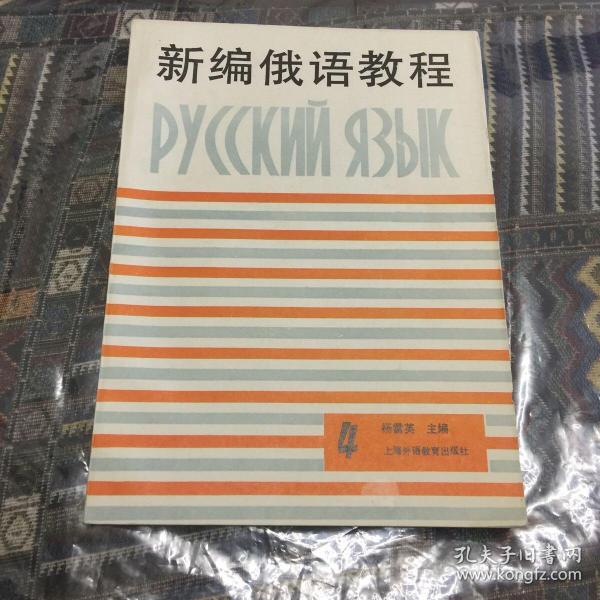 新编俄语教程
РУССКИЙ ЯЗЫК
4
杨雷英 主编
上海外语教育出版社
孔夫子旧书网
www.kongfz.com